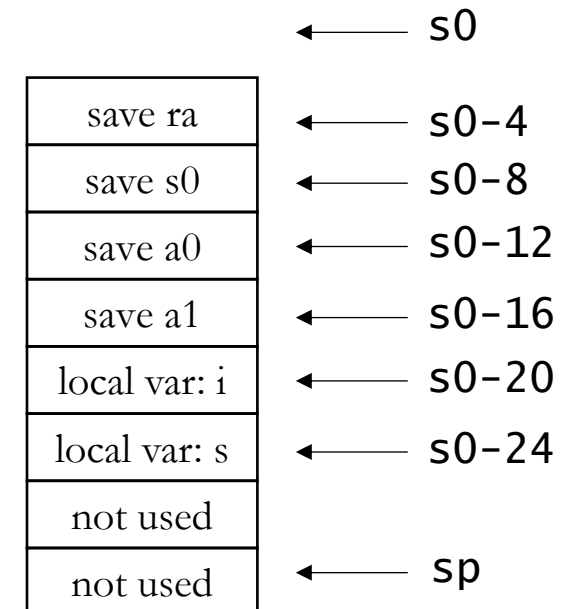 s0
save ra s0-4
save s0 s0-8
save a0 s0-12
save a1 s0-16
local var: i s0-20
local var: s s0-24
not used
not used sp